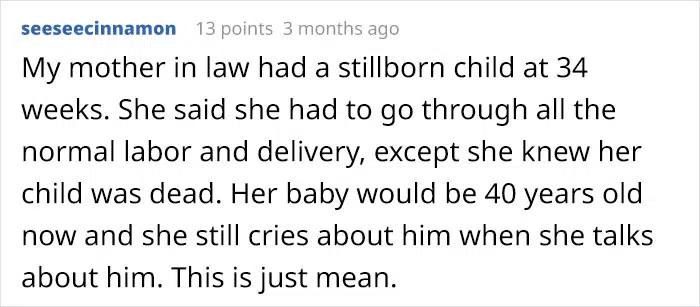 seeseecinnamon 13 points 3 months ago
My mother in law had a stillborn child at 34
weeks. She said she had to go through all the
normal labor and delivery, except she knew her
child was dead. Her baby would be 40 years old
now and she still cries about him when she talks
about him. This is just mean.